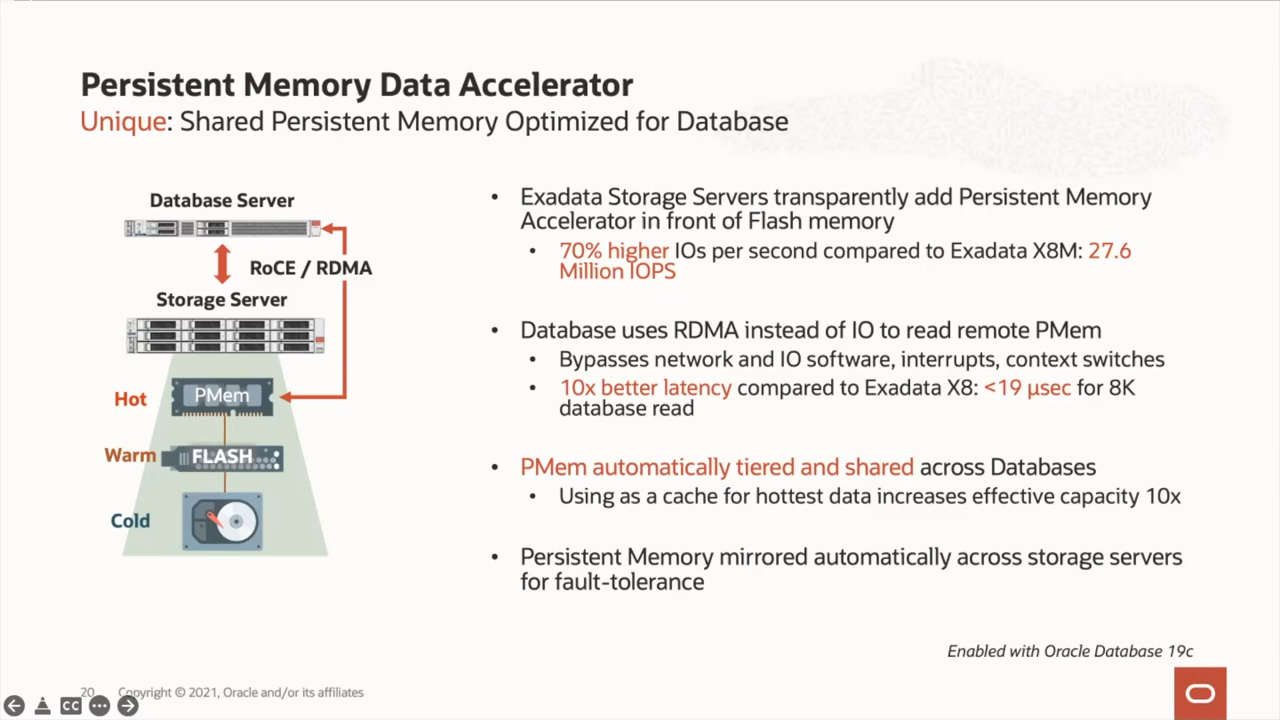 Persistent Memory Data Accelerator
Unique: Shared Persistent Memory Optimized for Database
Database Server
RoCE / RDMA
Storage Server
Hot
PMem
Warm
FLASH
Cold
• Exadata Storage Servers transparently add Persistent Memory
Accelerator in front of Flash memory
• 70% higher IOs per second compared to Exadata X8M: 27.6
Million IOPS
• Database uses RDMA instead of IO to read remote PMem
• Bypasses network and IO software, interrupts, context switches
• 10x better latency compared to Exadata X8: <19 µsec for 8K
database read
• PMem automatically tiered and shared across Databases
• Using as a cache for hottest data increases effective capacity 10x
• Persistent Memory mirrored automatically across storage servers
for fault-tolerance
Enabled with Oracle Database 19c
20 Copyright © 2021, Oracle and/or its affiliates
CC